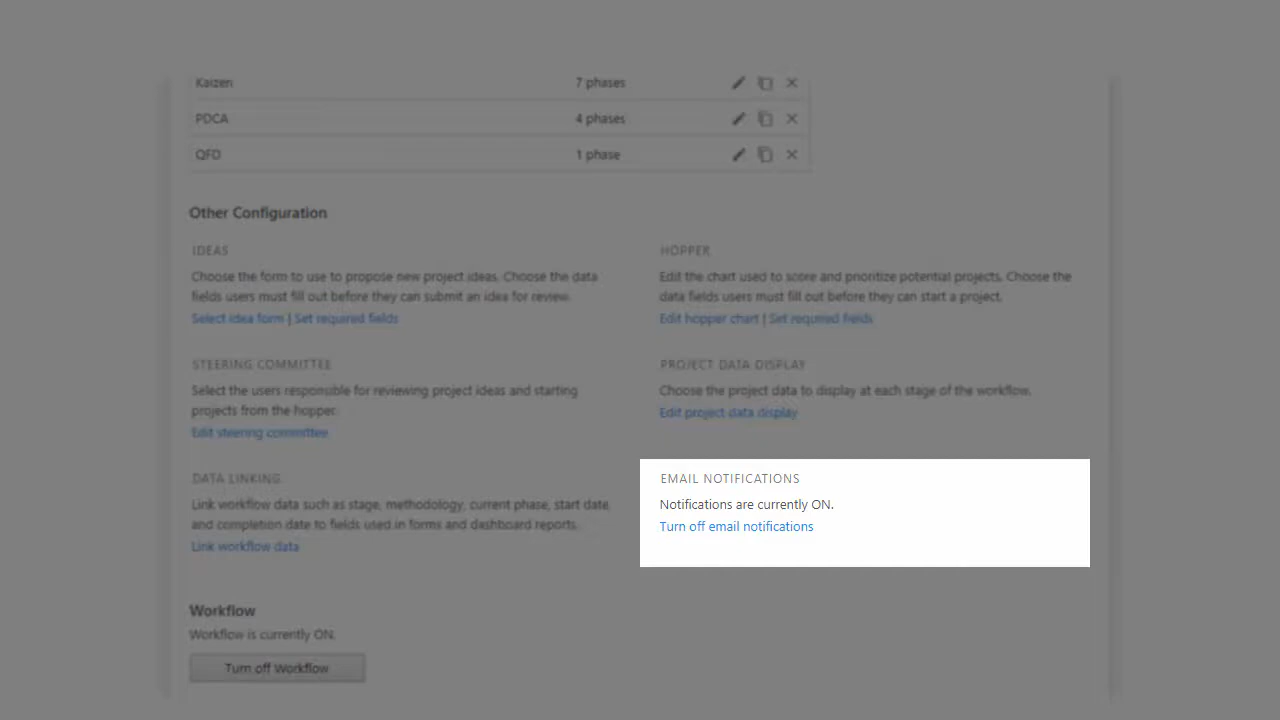 Kaizen 7 phases
PDCA 4 phases
QFD 1 phase
Other Configuration
IDEAS
Choose the form to use to propose new project ideas. Choose the data
fields users must fill out before they can submit an idea for review.
Select idea form | Set required fields
HOPPER
Edit the chart used to score and prioritize potential projects. Choose the
data fields users must fill out before they can start a project.
Edit hopper chart | Set required fields
STEERING COMMITTEE
Select the users responsible for reviewing project ideas and starting
projects from the hopper.
Edit steering committee
PROJECT DATA DISPLAY
Choose the project data to display at each stage of the workflow.
Edit project data display
DATA LINKING
Link workflow data such as stage, methodology, current phase, start date,
and completion date to fields used in forms and dashboard reports.
Link workflow data
EMAIL NOTIFICATIONS
Notifications are currently ON.
Turn off email notifications
Workflow
Workflow is currently ON.
Turn off Workflow